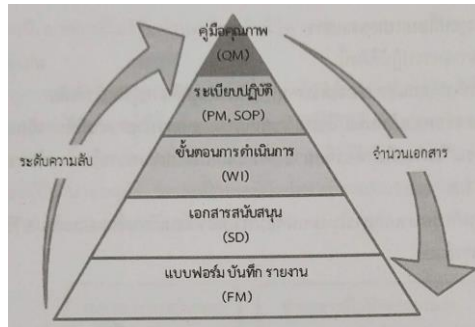 คู่มือคุณภาพ
(QM)
ระเบียบปฏิบัติ
(PM, SOP)
ขั้นตอนการดำเนินการ
(WI)
ระดับความลับ
จำนวนเอกสาร
เอกสารสนับสนุน
(SD)
แบบฟอร์ม บันทึก รายงาน
(FM)